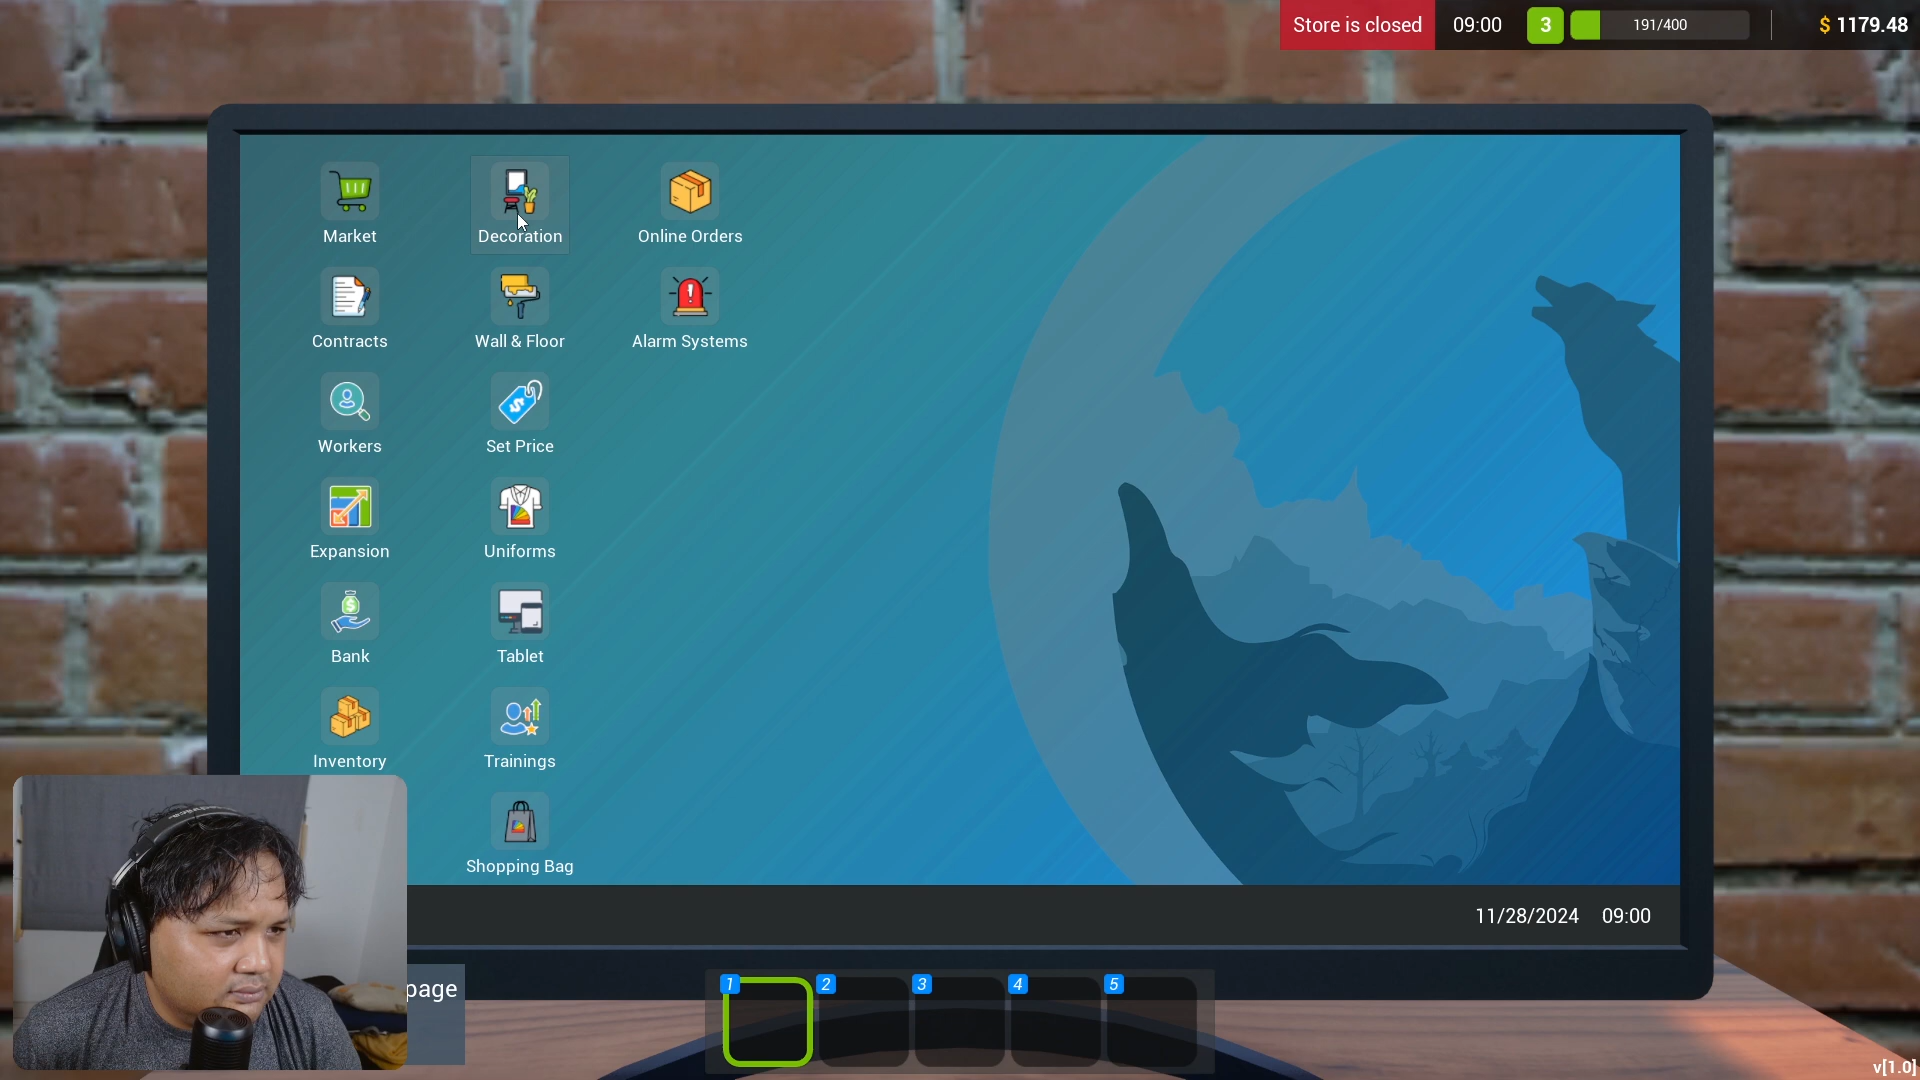 Store is closed 09:00 3 191/400 $ 1179.48
Market Decoration Online Orders
Contracts Wall & Floor Alarm Systems
Workers Set Price
Expansion Uniforms
Bank Tablet
Inventory Trainings
Shopping Bag
11/28/2024 09:00
page
1 2 3 4 5
v[1.0]